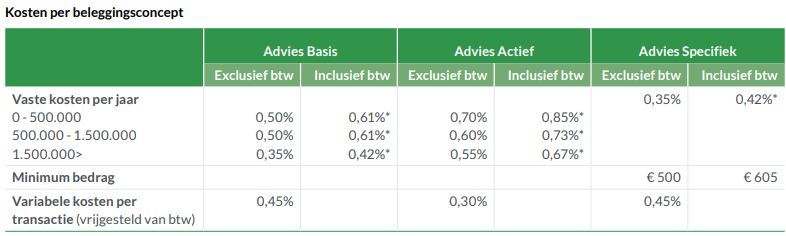 Kosten per beleggingsconcept
Advies Basis Advies Actief Advies Specifiek
Exclusief btw Inclusief btw Exclusief btw Inclusief btw Exclusief btw Inclusief btw
Vaste kosten per jaar 0,35% 0,42%*
0 - 500.000 0,50% 0,61%* 0,70% 0,85%*
500.000 - 1.500.000 0,50% 0,61%* 0,60% 0,73%*
1.500.000> 0,35% 0,42%* 0,55% 0,67%*
Minimum bedrag € 500 € 605
Variabele kosten per 0,45% 0,30% 0,45%
transactie (vrijgesteld van btw)